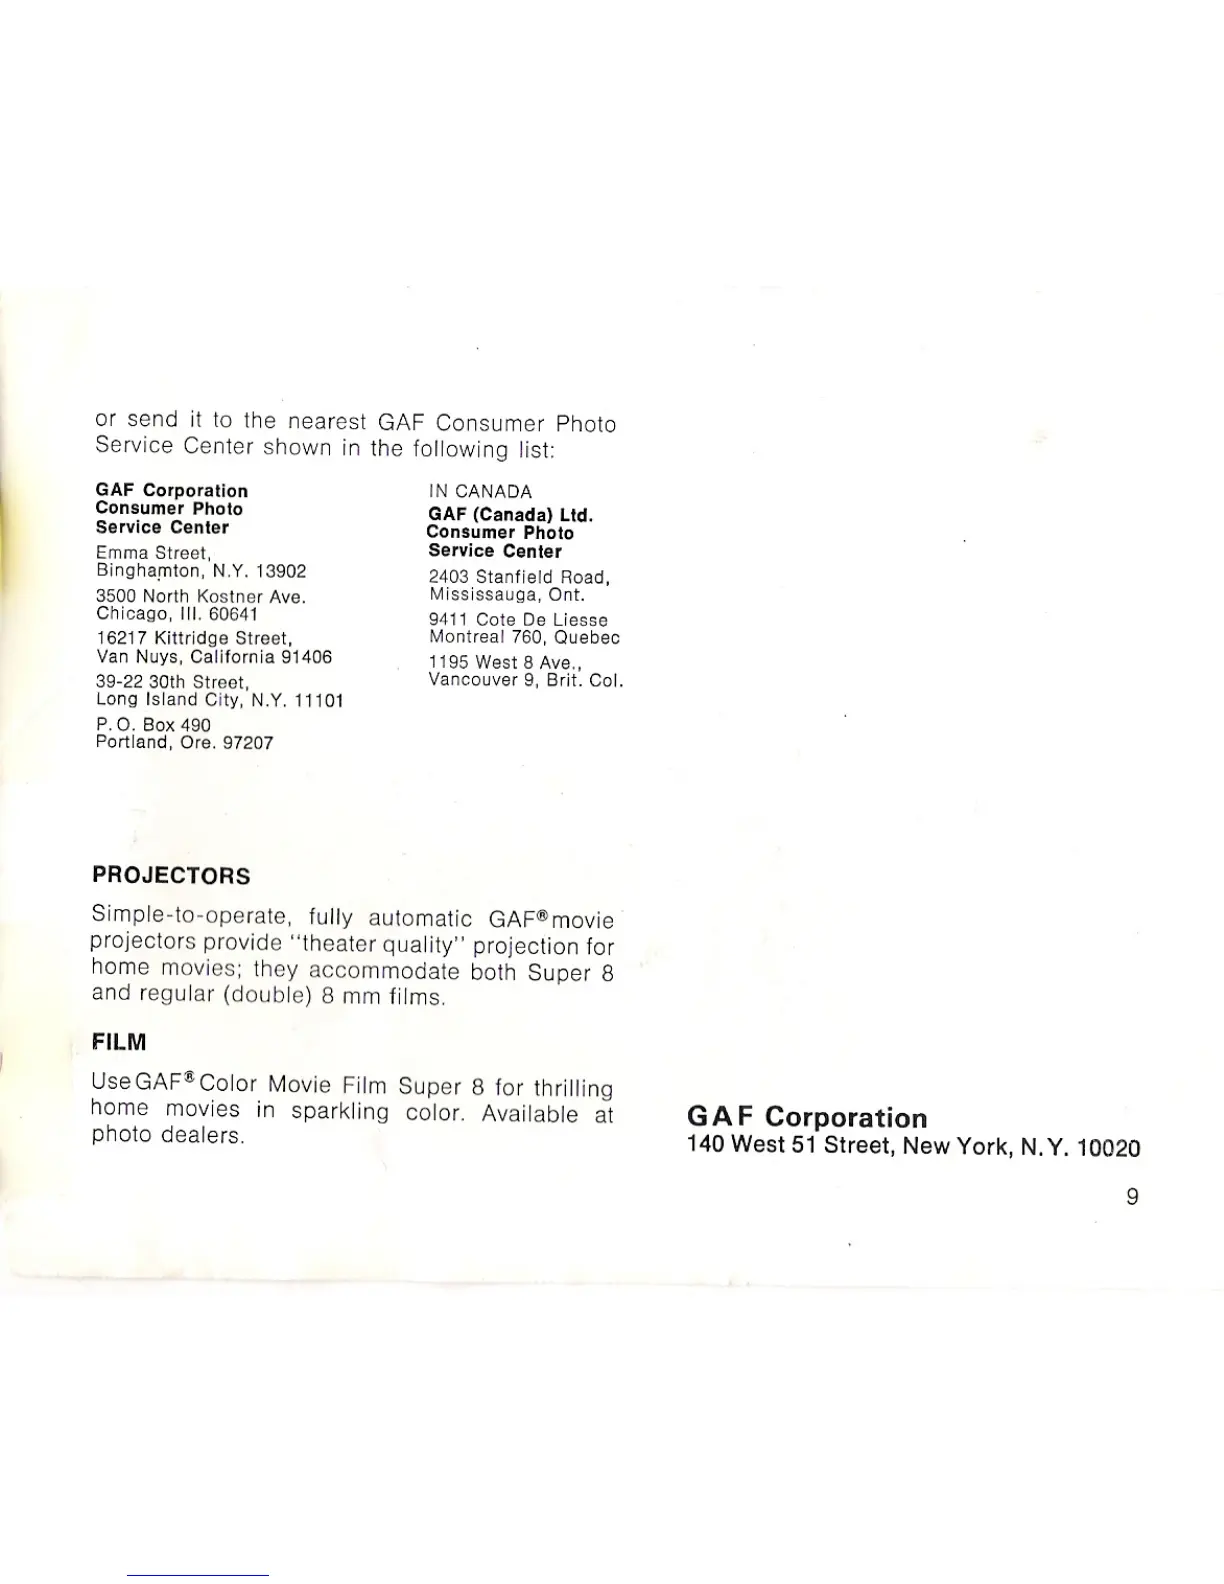 or send it to the nearest GAF Consumer Photo
Service Center shown in the following list:
GAF Corporation
Consumer Photo
Service Center
Emma Street,
Binghamton, N.Y. 13902
3500 North Kostner Ave.
Chicago, Ill. 60641
16217 Kittridge Street,
Van Nuys, California 91406
39-22 30th Street,
Long Island City, N.Y. 11101
P.O. Box 490
Portland, Ore. 97207
IN CANADA
GAF (Canada) Ltd.
Consumer Photo
Service Center
2403 Stanfield Road,
Mississauga, Ont.
9411 Cote De Liesse
Montreal 760, Quebec
1195 West 8 Ave.,
Vancouver 9, Brit. Col.
PROJECTORS
Simple-to-operate, fully automatic GAF® movie
projectors provide "theater quality" projection for
home movies; they accommodate both Super 8
and regular (double) 8 mm films.
FILM
Use GAF® Color Movie Film Super 8 for thrilling
home movies in sparkling color. Available at
photo dealers.
GAF Corporation
140 West 51 Street, New York, N.Y. 10020
9